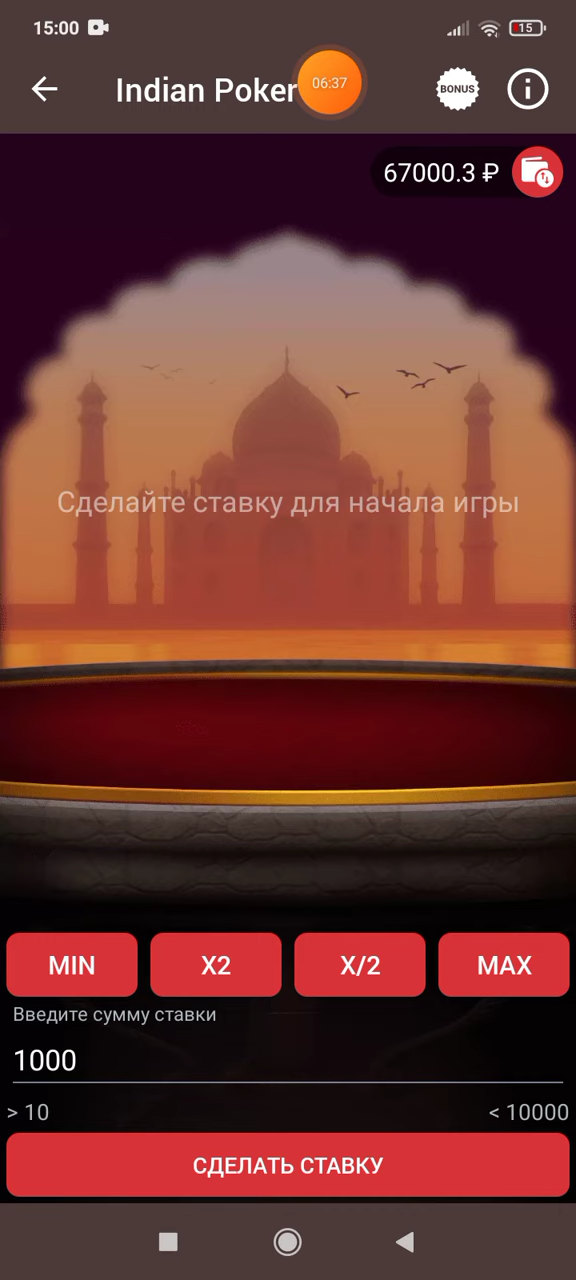 15:00
15
Indian Poker
06:37
BONUS
67000.3 ₽
Сделайте ставку для начала игры
MIN
X2
X/2
MAX
Введите сумму ставки
1000
> 10
< 10000
СДЕЛАТЬ СТАВКУ